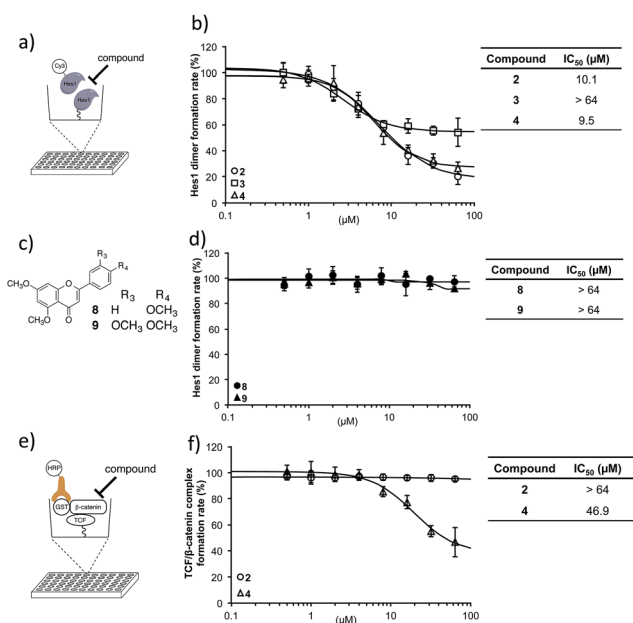 a)
Cy3
Hes1
Hes1
compound
b)
Hes1 dimer formation rate (%)
120
100
80
60
40
20
0
0.1
1
10
100
(μM)
2
3
4
Compound IC50 (μM)
2 10.1
3 > 64
4 9.5
c)
R3
R4
OCH3
O
OCH3
O
R3 R4
8 H OCH3
9 OCH3 OCH3
d)
Hes1 dimer formation rate (%)
120
100
80
60
40
20
0
0.1
1
10
100
(μM)
8
9
Compound IC50 (μM)
8 > 64
9 > 64
e)
HRP
GST
β-catenin
TCF
compound
f)
TCF/β-catenin complex
formation rate (%)
120
100
80
60
40
20
0
0.1
1
10
100
(μM)
2
4
Compound IC50 (μM)
2 > 64
4 46.9